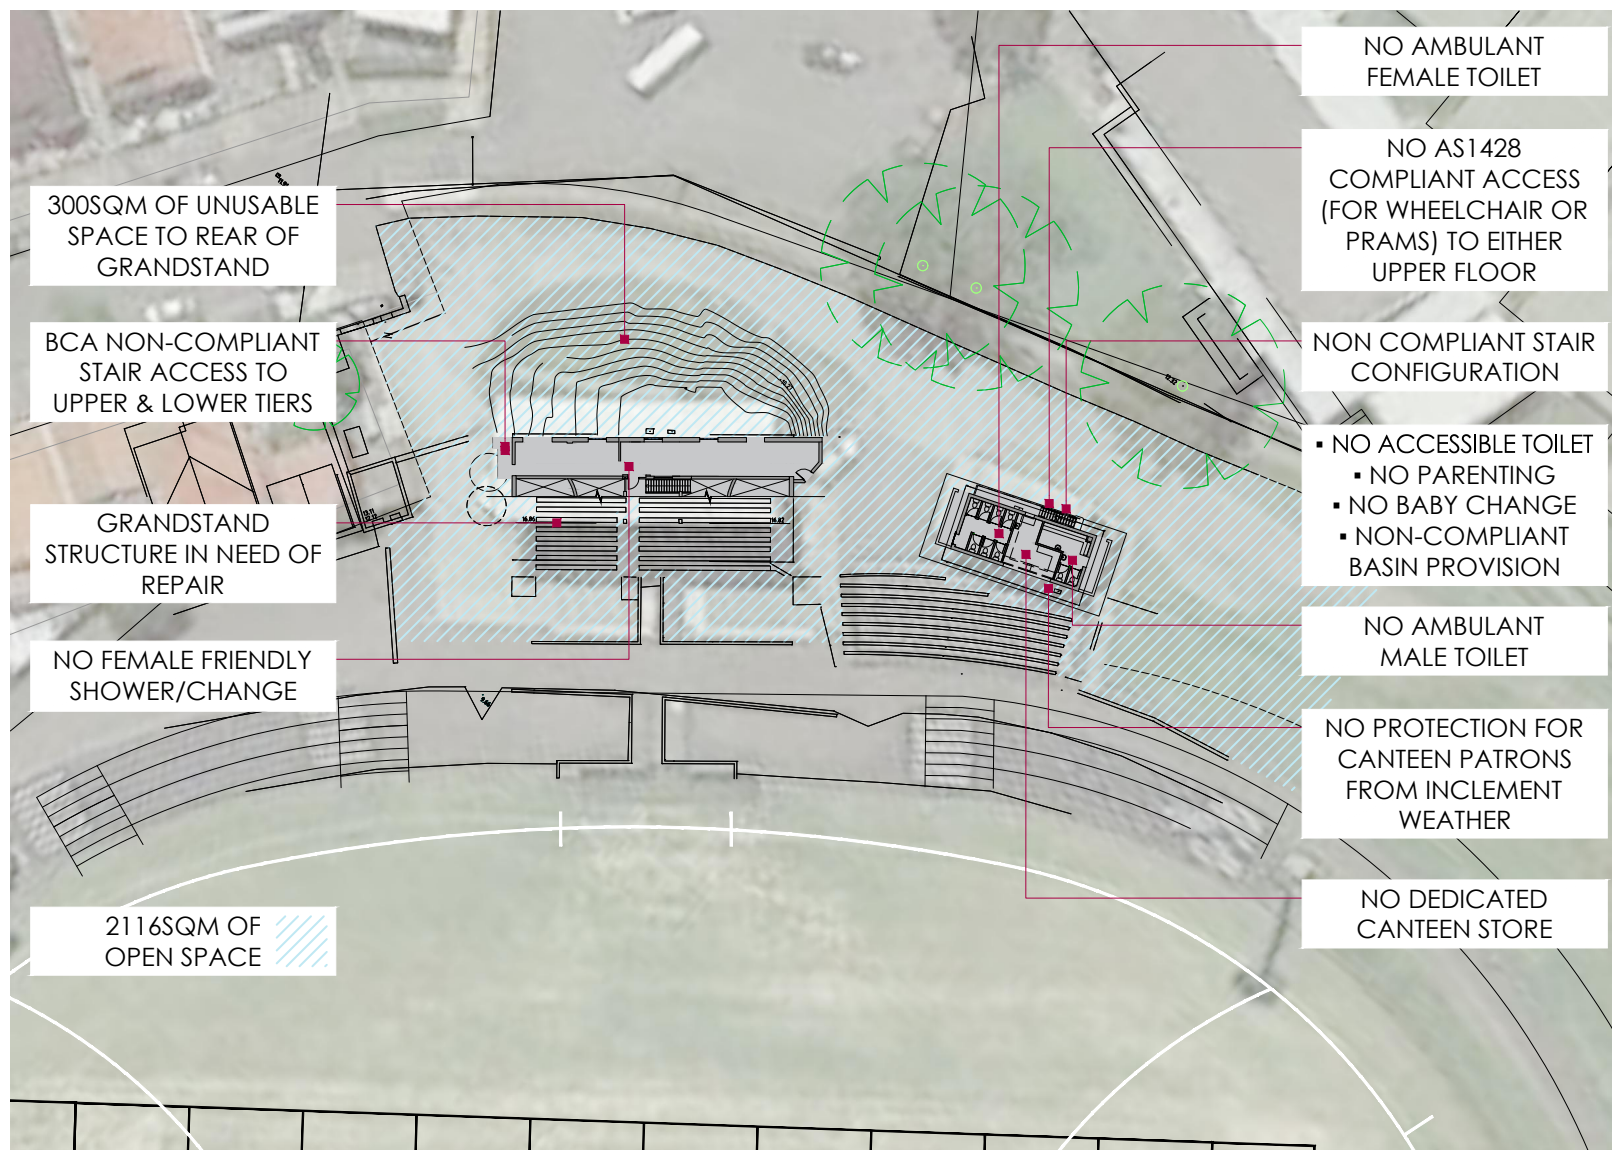 300SQM OF UNUSABLE
SPACE TO REAR OF
GRANDSTAND
BCA NON-COMPLIANT
STAIR ACCESS TO
UPPER & LOWER TIERS
GRANDSTAND
STRUCTURE IN NEED OF
REPAIR
NO FEMALE FRIENDLY
SHOWER/CHANGE
2116SQM OF
OPEN SPACE
NO AMBULANT
FEMALE TOILET
NO AS1428
COMPLIANT ACCESS
(FOR WHEELCHAIR OR
PRAMS) TO EITHER
UPPER FLOOR
NON COMPLIANT STAIR
CONFIGURATION
▪ NO ACCESSIBLE TOILET
▪ NO PARENTING
▪ NO BABY CHANGE
▪ NON-COMPLIANT
BASIN PROVISION
NO AMBULANT
MALE TOILET
NO PROTECTION FOR
CANTEEN PATRONS
FROM INCLEMENT
WEATHER
NO DEDICATED
CANTEEN STORE